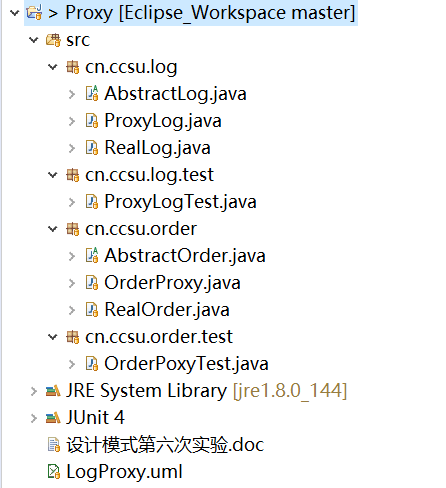 > Proxy [Eclipse_Workspace master]
src
cn.ccsu.log
AbstractLog.java
ProxyLog.java
RealLog.java
cn.ccsu.log.test
ProxyLogTest.java
cn.ccsu.order
AbstractOrder.java
OrderProxy.java
RealOrder.java
cn.ccsu.order.test
OrderPoxyTest.java
JRE System Library [jre1.8.0_144]
JUnit 4
设计模式第六次实验.doc
LogProxy.uml